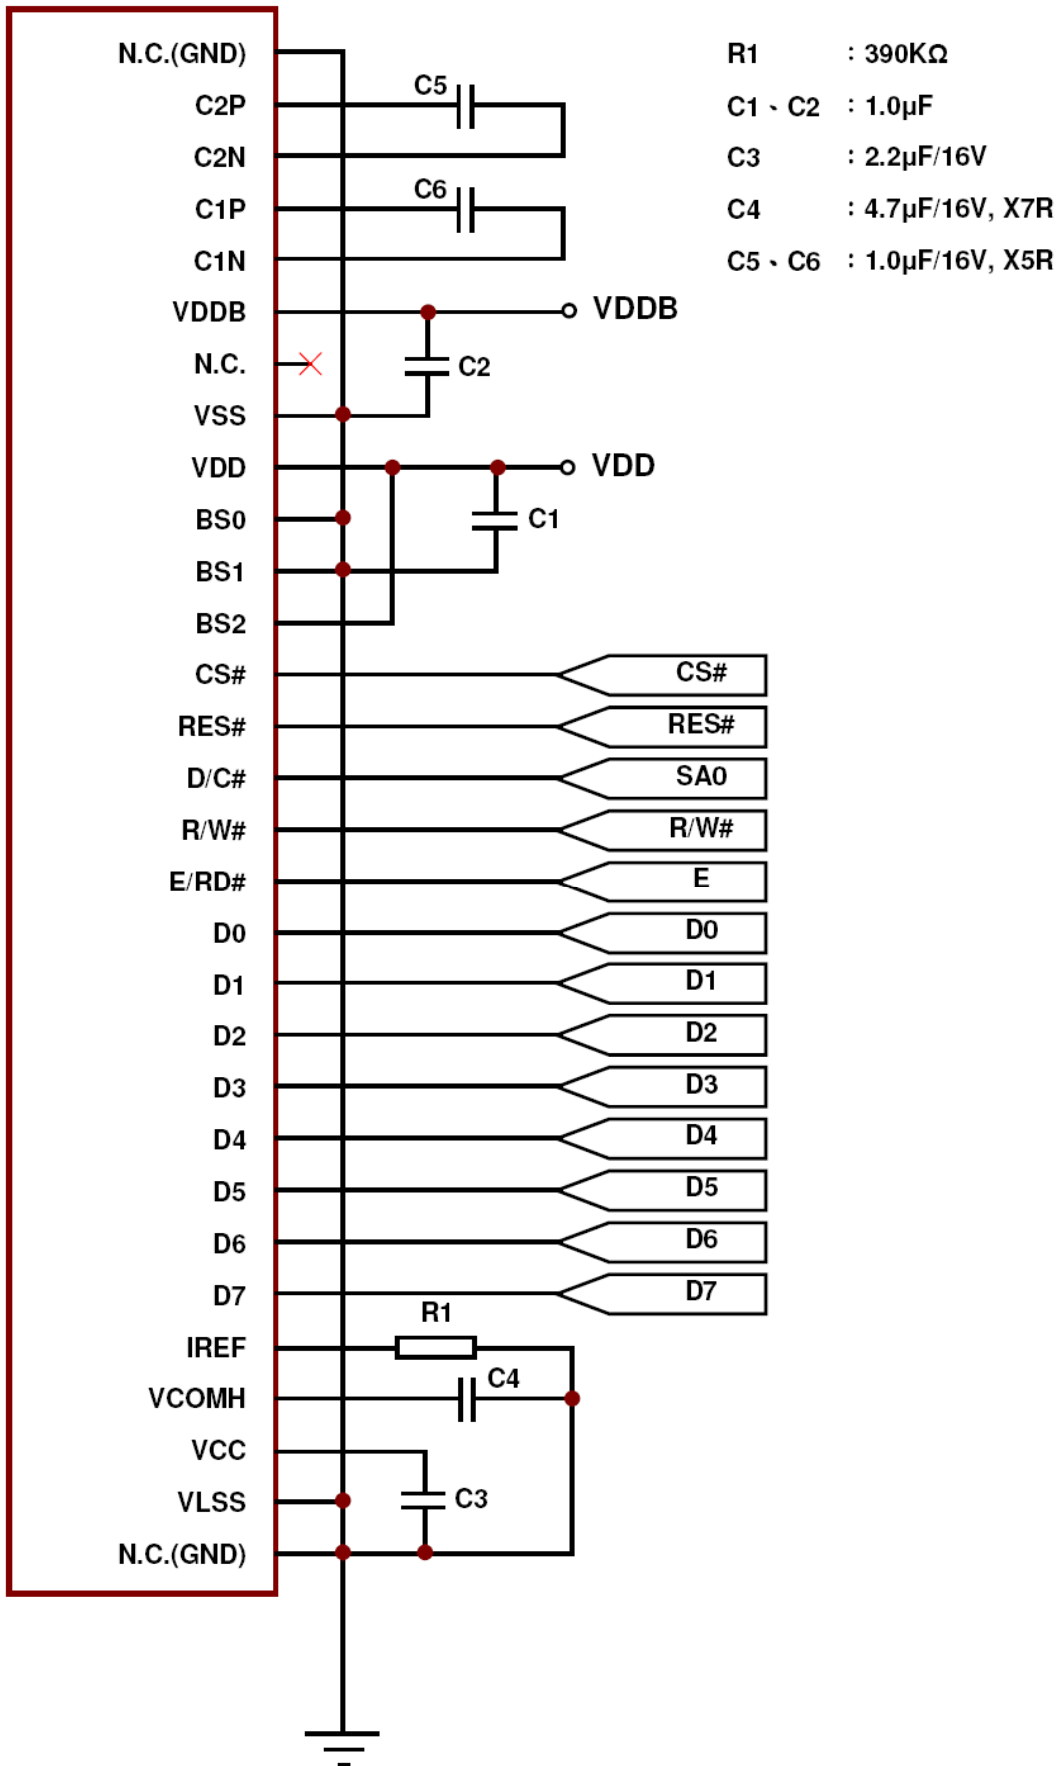 N.C.(GND)
R1 : 390KΩ
C5
C2P
C1、C2 : 1.0μF
C2N
C3 : 2.2μF/16V
C6
C1P
C4 : 4.7μF/16V, X7R
C1N
C5、C6 : 1.0μF/16V, X5R
VDDB
VDDB
N.C.
C2
VSS
VDD
VDD
BS0
C1
BS1
BS2
CS#
CS#
RES#
RES#
D/C#
SA0
R/W#
R/W#
E/RD#
E
D0
D0
D1
D1
D2
D2
D3
D3
D4
D4
D5
D5
D6
D6
D7
D7
R1
IREF
C4
VCOMH
VCC
C3
VLSS
N.C.(GND)